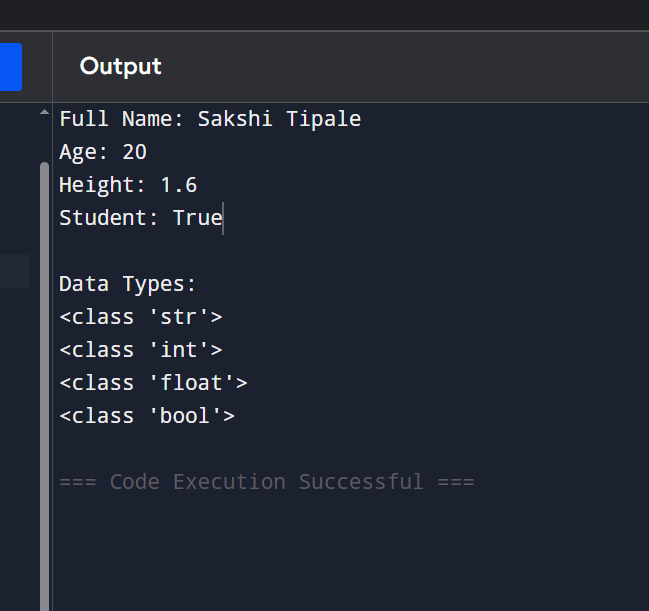 Output
Full Name: Sakshi Tipale
Age: 20
Height: 1.6
Student: True
Data Types:
<class 'str'>
<class 'int'>
<class 'float'>
<class 'bool'>
=== Code Execution Successful ===